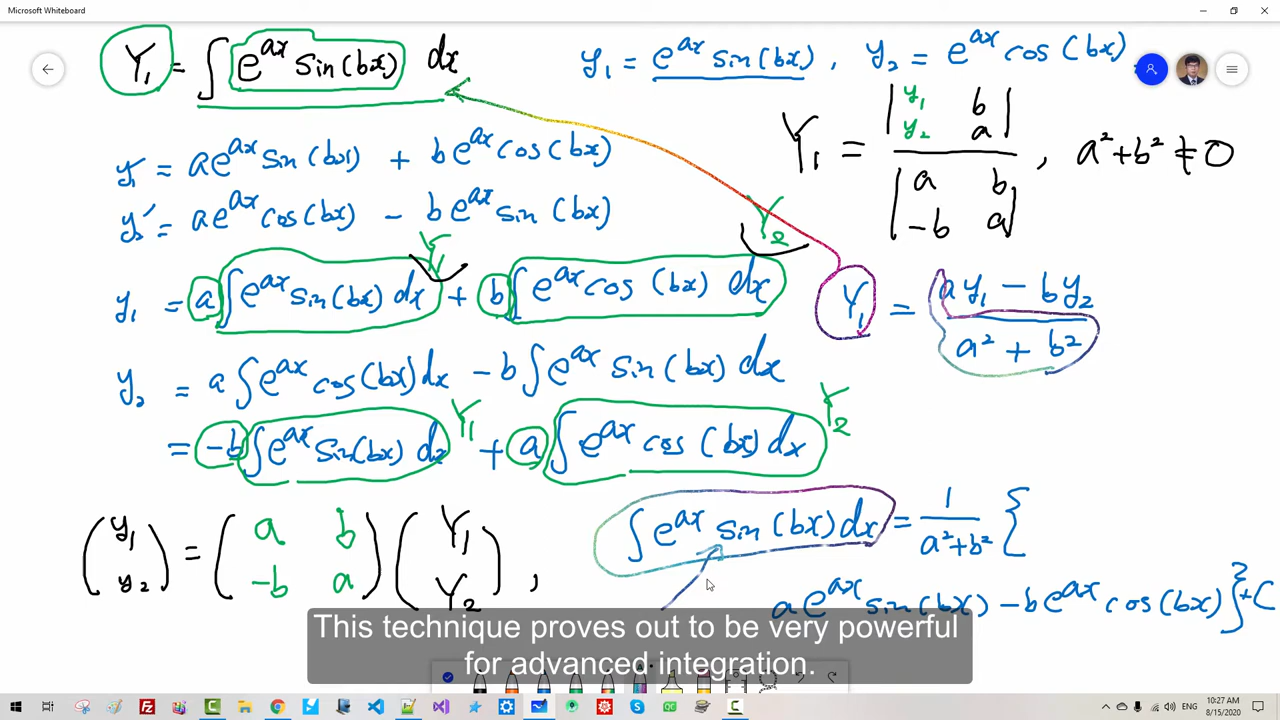 Microsoft Whiteboard
Y₁ = ∫ e^{ax} sin(bx) dx
y₁ = e^{ax} sin(bx), y₂ = e^{ax} cos(bx)
Y₁ = |y₁ b; y₂ a| / |a b; -b a| , a² + b² ≠ 0
y₁' = ae^{ax} sin(bx) + be^{ax} cos(bx)
y₂' = ae^{ax} cos(bx) - be^{ax} sin(bx)
Y₁ Y₂
y₁ = a ∫ e^{ax} sin(bx) dx + b ∫ e^{ax} cos(bx) dx
Y₁ = (ay₁ - by₂) / (a² + b²)
y₂ = a ∫ e^{ax} cos(bx) dx - b ∫ e^{ax} sin(bx) dx
= -b ∫ e^{ax} sin(bx) dx Y₁ + a ∫ e^{ax} cos(bx) dx Y₂
(y₁; y₂) = (a b; -b a) (Y₁; Y₂) ,
∫ e^{ax} sin(bx) dx = 1/(a²+b²) {
ae^{ax} sin(bx) - be^{ax} cos(bx) } + C
This technique proves out to be very powerful
for advanced integration.
10:27 AM
8/15/2020